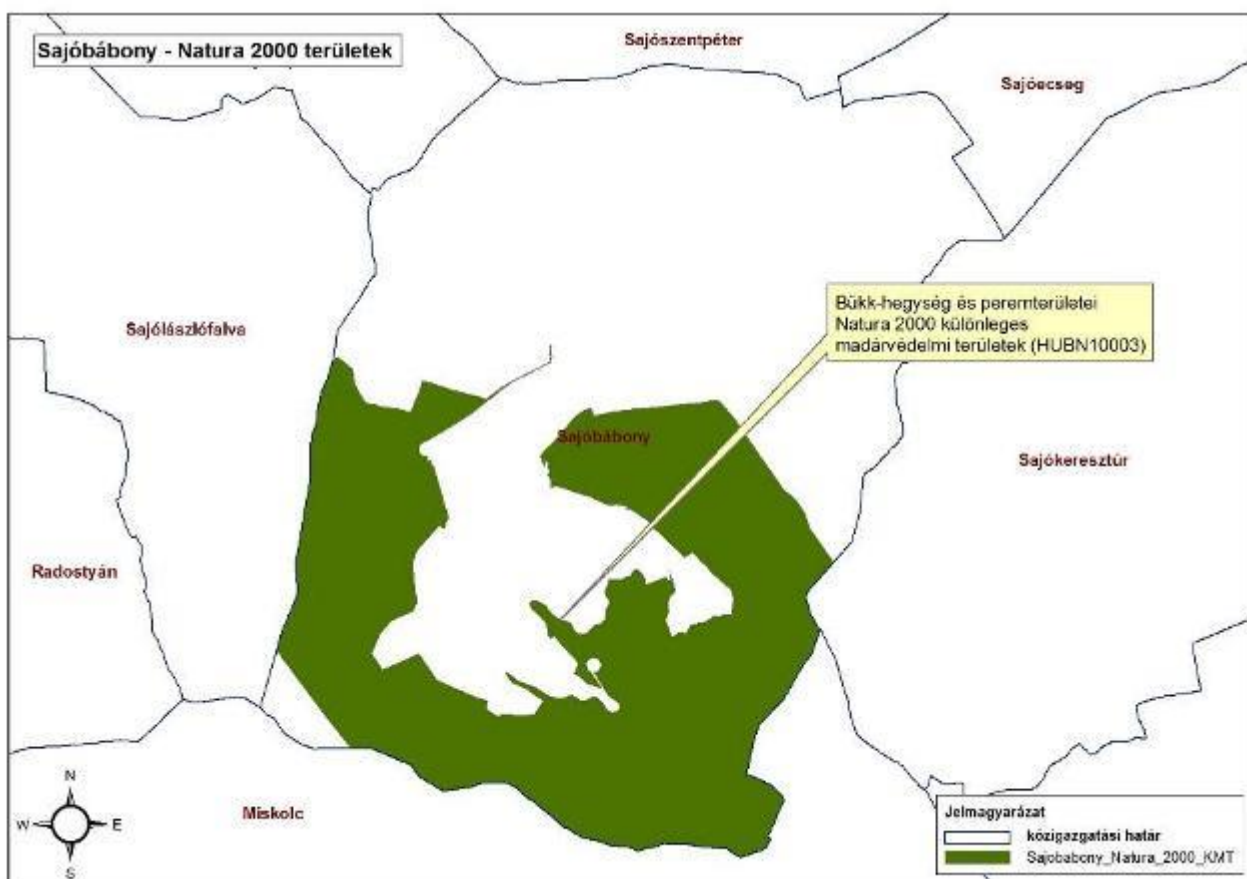 Sajóbábony - Natura 2000 területek
Sajószentpéter
Sajóecseg
Bükk-hegység és peremterületei
Natura 2000 különleges
madárvédelmi területek (HUBN10003)
Sajólászlófalva
Sajóbábony
Sajókeresztúr
Radostyán
Miskolc
N
W
E
S
Jelmagyarázat
közigazgatási határ
Sajobabony_Natura_2000_KMT